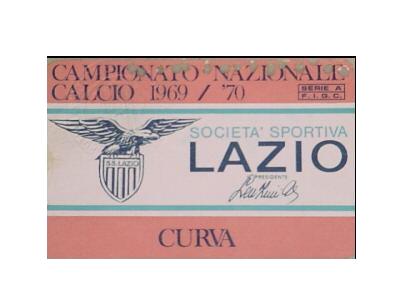 CAMPIONATO NAZIONALE
CALCIO 1969 / '70
SERIE A
F.I.G.C.
SOCIETA' SPORTIVA
LAZIO
S.S. LAZIO
PRESIDENTE
CURVA